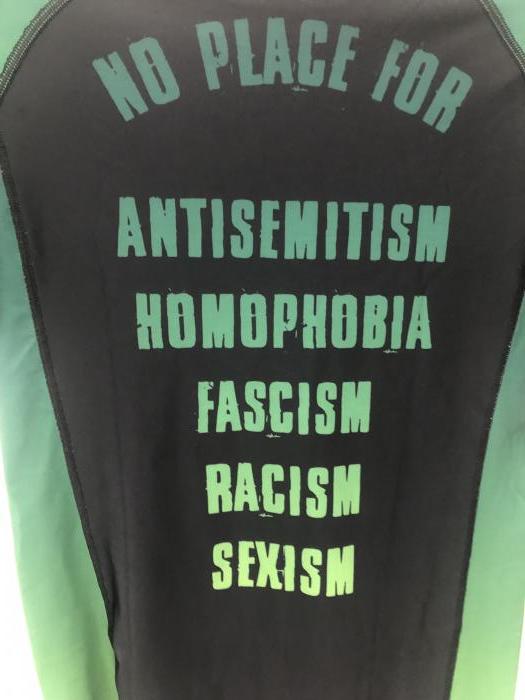 NO PLACE FOR
ANTISEMITISM
HOMOPHOBIA
FASCISM
RACISM
SEXISM